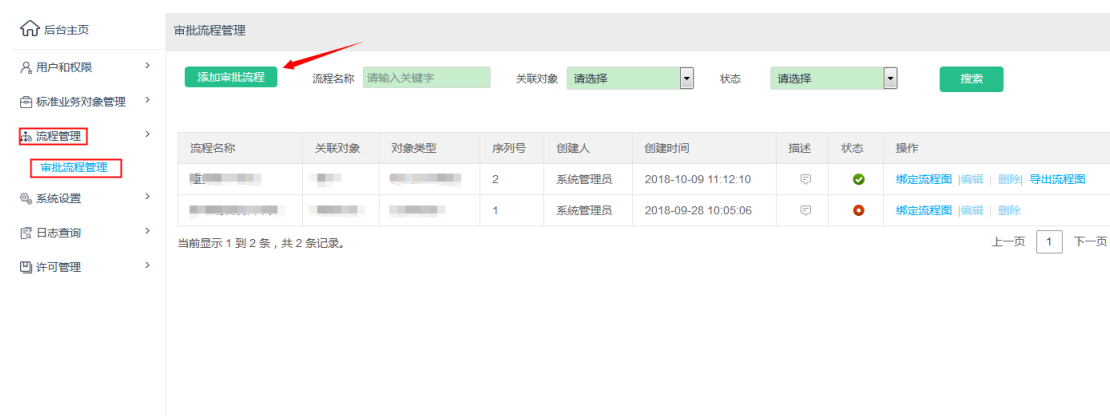 后台主页
审批流程管理
用户和权限
标准业务对象管理
流程管理
审批流程管理
系统设置
日志查询
许可管理
添加审批流程 流程名称 请输入关键字 关联对象 请选择 状态 请选择 搜索
流程名称 关联对象 对象类型 序列号 创建人 创建时间 描述 状态 操作
2 系统管理员 2018-10-09 11:12:10 绑定流程图 |编辑 | 删除| 导出流程图
1 系统管理员 2018-09-28 10:05:06 绑定流程图 |编辑 | 删除
当前显示 1 到 2 条，共 2 条记录。
上一页 1 下一页